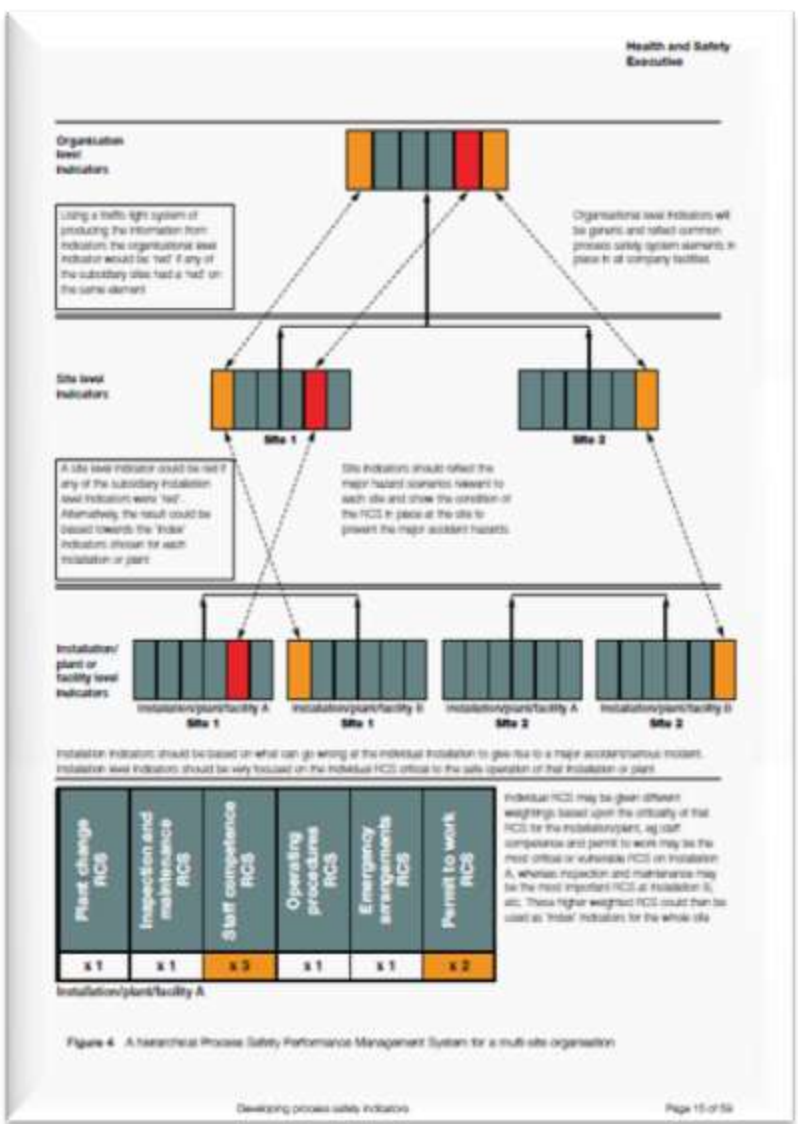 Health and Safety
Executive
Organisation
level
indicators
Using a traffic light system of
producing the information from
indicators the organisational level
indicator would be 'red' if any of
the subsidiary sites had a 'red' on
the same element
Organisational level indicators will
be generic and reflect common
process safety system elements in
place in all company facilities
Site level
indicators
Site 1
Site 2
A site level indicator could be red if
any of the subsidiary installation
level indicators were 'red'.
Alternatively, the result could be
biased towards the 'index'
indicators chosen for each
installation or plant
Site indicators should reflect the
major hazard scenarios relevant to
each site and show the condition of
the RCS in place at the site to
prevent the major accident hazards
Installation/
plant or
facility level
indicators
Installation/plant/facility A
Site 1
Installation/plant/facility B
Site 1
Installation/plant/facility A
Site 2
Installation/plant/facility B
Site 2
Installation indicators should be based on what can go wrong at the individual installation to give rise to a major accident/serious incident.
Installation level indicators should be very focused on the individual RCS critical to the safe operation of that installation or plant
Plant change
RCS
Inspection and
maintenance
RCS
Staff competence
RCS
Operating
procedures
RCS
Emergency
arrangements
RCS
Permit to work
RCS
x 1
x 1
x 3
x 1
x 1
x 2
Installation/plant/facility A
Individual RCS may be given different
weightings based upon the criticality of that
RCS for the installation/plant, eg staff
competence and permit to work may be the
most critical or vulnerable RCS on installation
A, whereas inspection and maintenance may
be the most important RCS at installation B,
etc. These higher weighted RCS could then be
used as 'index' indicators for the whole site
Figure 4 A hierarchical Process Safety Performance Management System for a multi-site organisation
Developing process safety indicators
Page 15 of 59